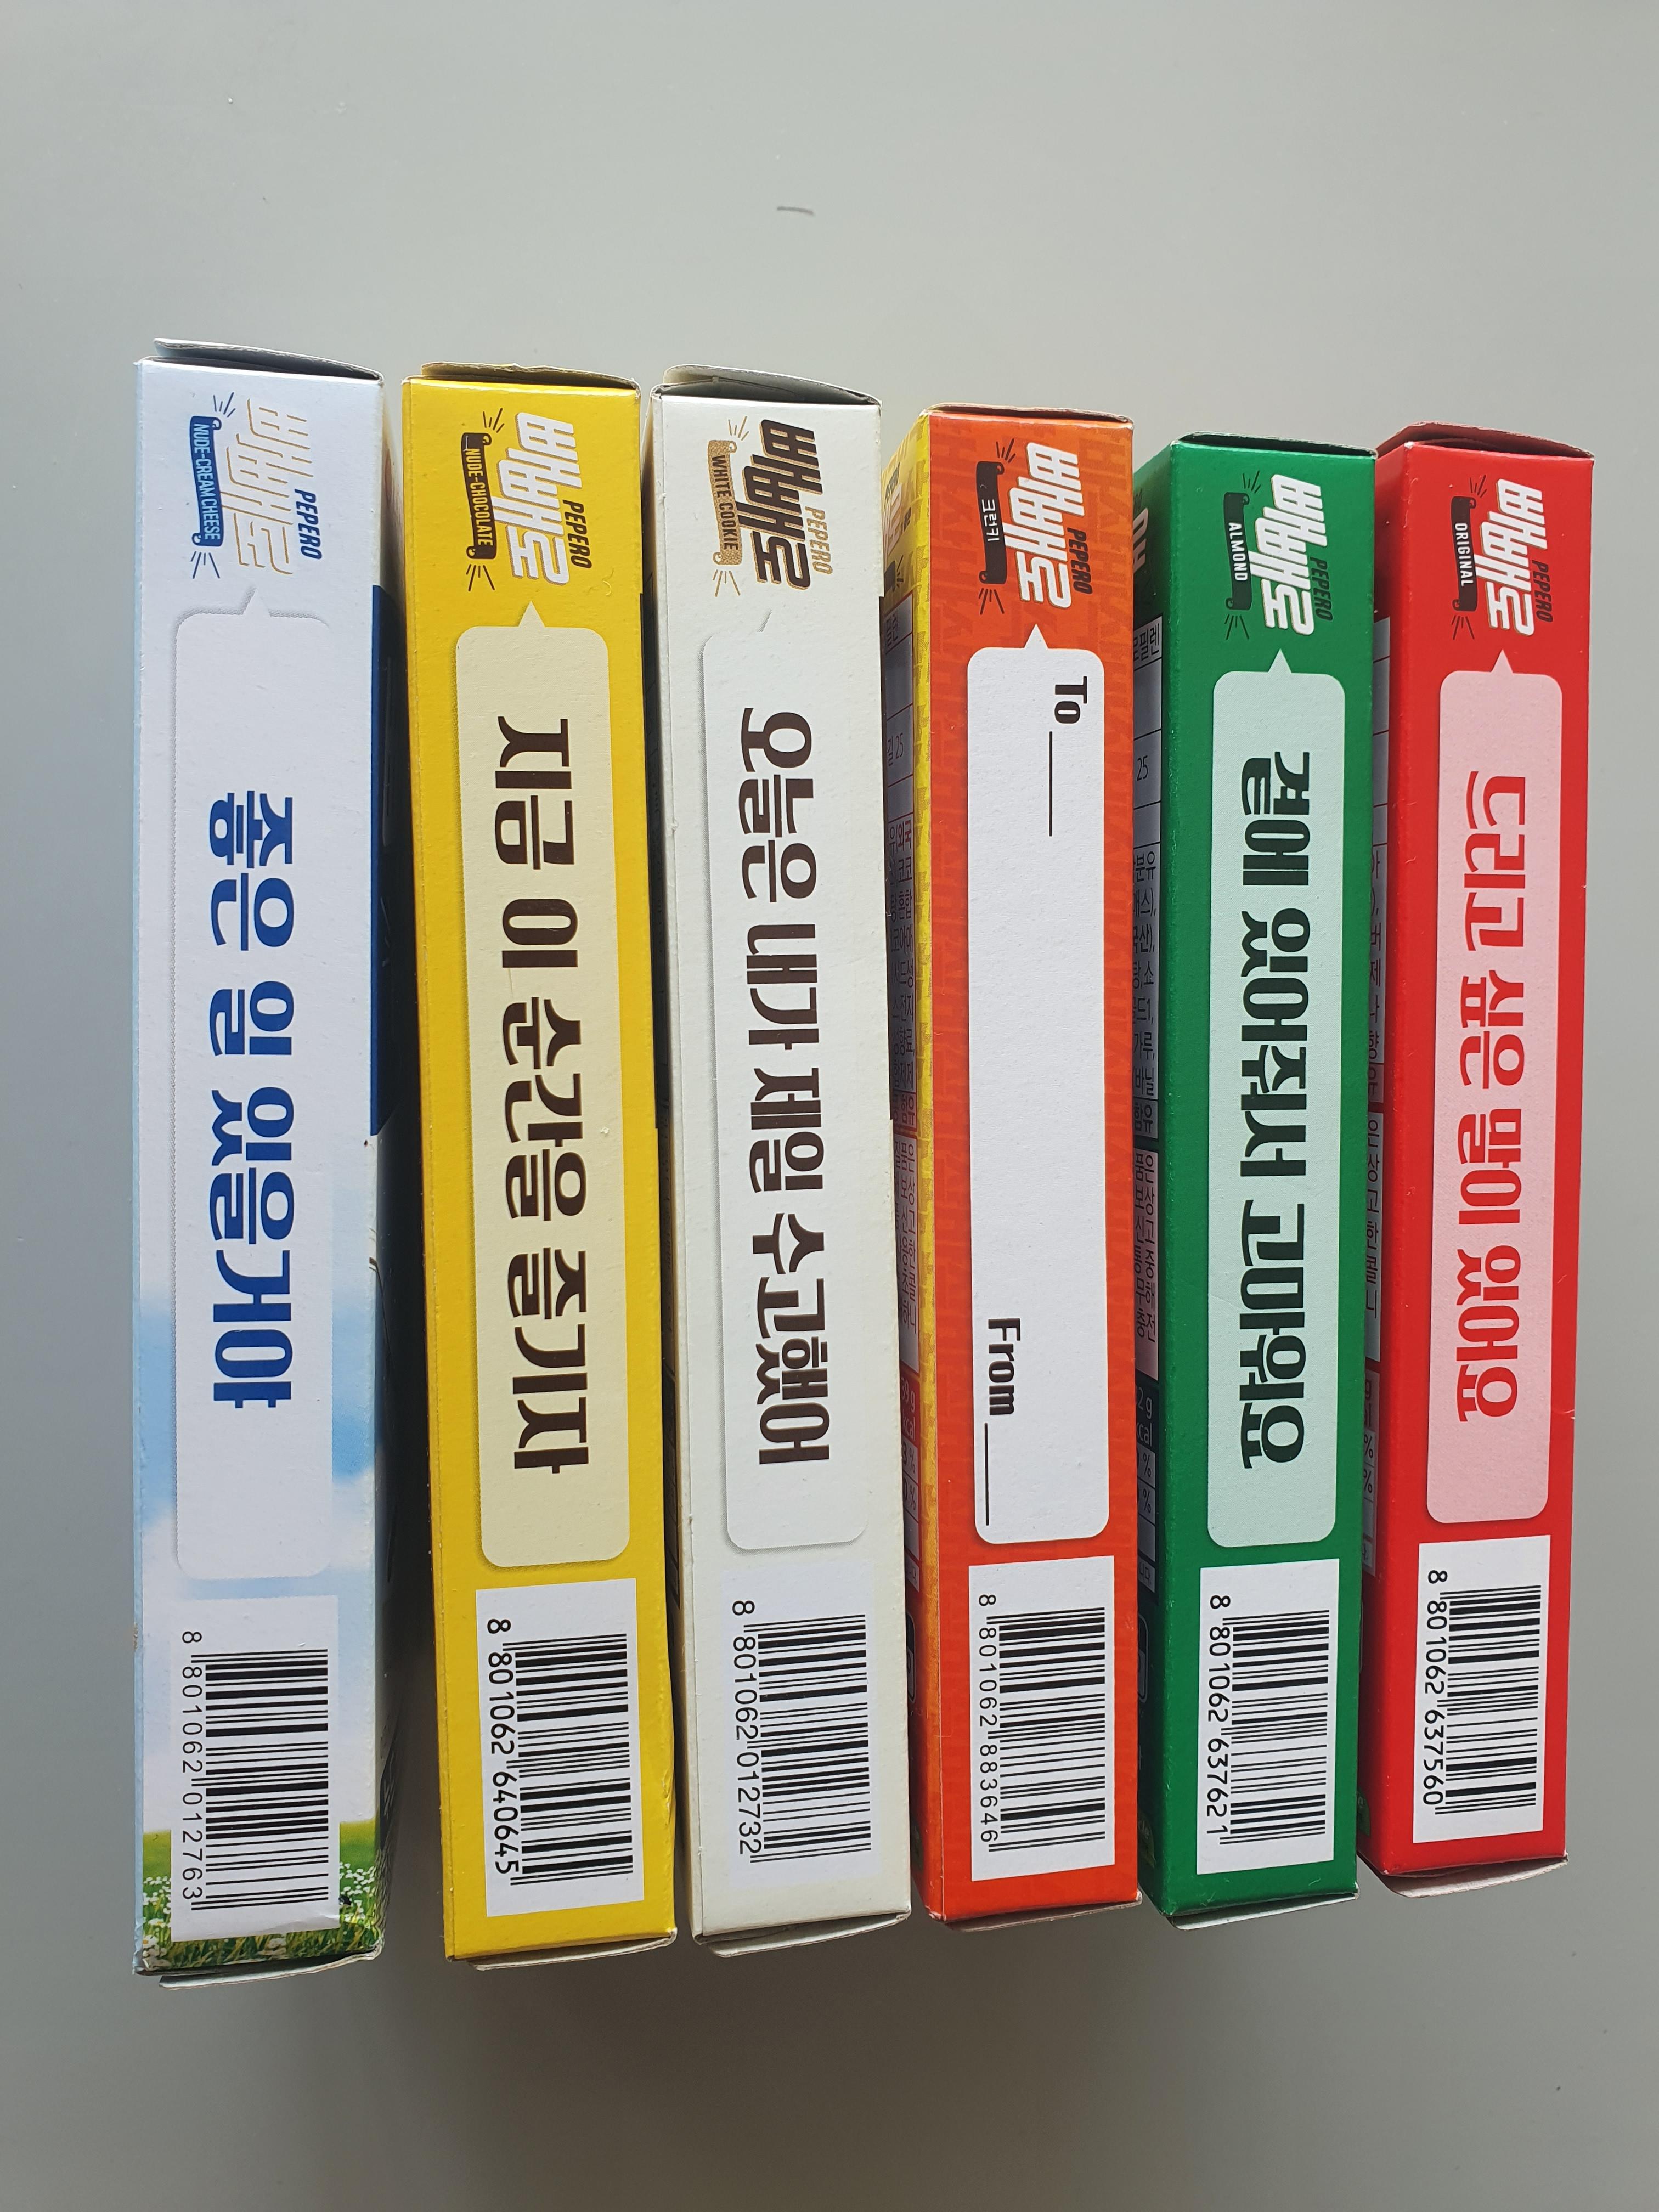 빼빼로
PEPERO
NUDE-CREAM CHEESE
좋은 일 있을거야
8 801062 012763
빼빼로
PEPERO
NUDE-CHOCOLATE
지금 이 순간을 즐기자
8 801062 640645
빼빼로
PEPERO
WHITE COOKIE
오늘은 내가 제일 수고했어
8 801062 012732
빼빼로
PEPERO
크런키
To
From
8 801062 883646
빼빼로
PEPERO
ALMOND
곁에 있어주셔서 고마워요
8 801062 637621
빼빼로
PEPERO
ORIGINAL
드리고 싶은 말이 있어요
8 801062 637560